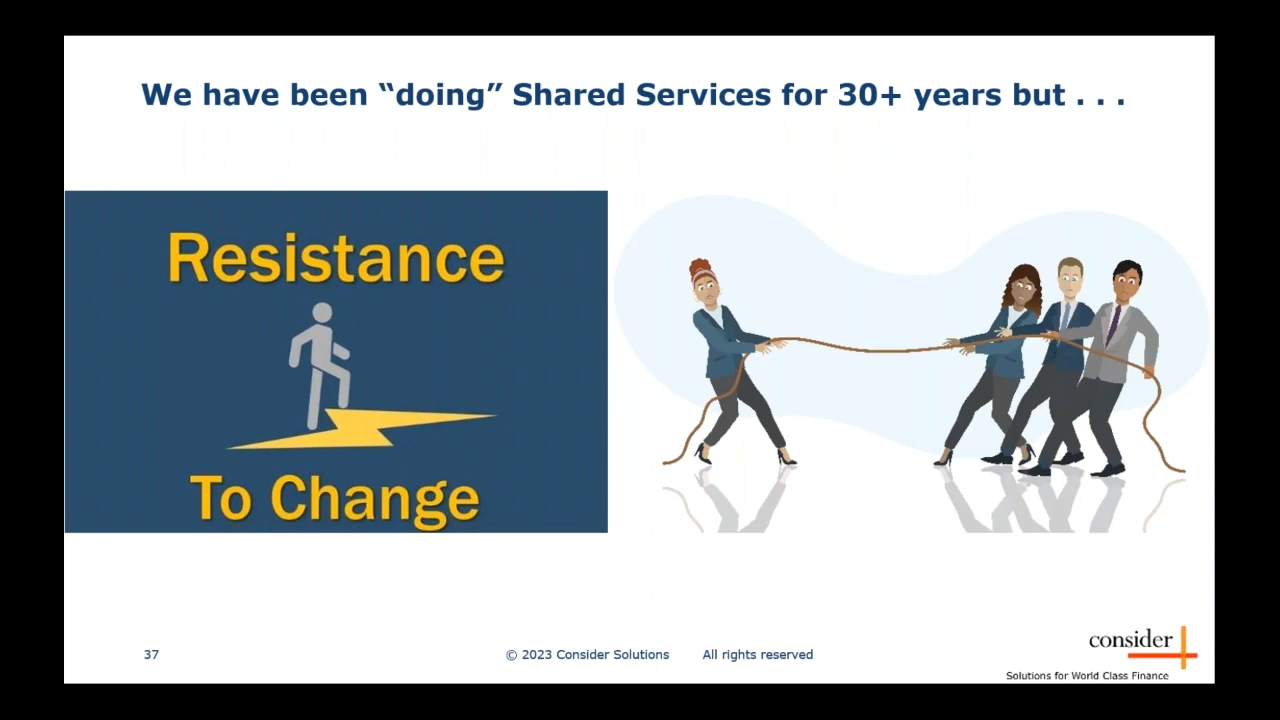 We have been “doing” Shared Services for 30+ years but . . .
Resistance
To Change
37
© 2023 Consider Solutions All rights reserved
consider
Solutions for World Class Finance